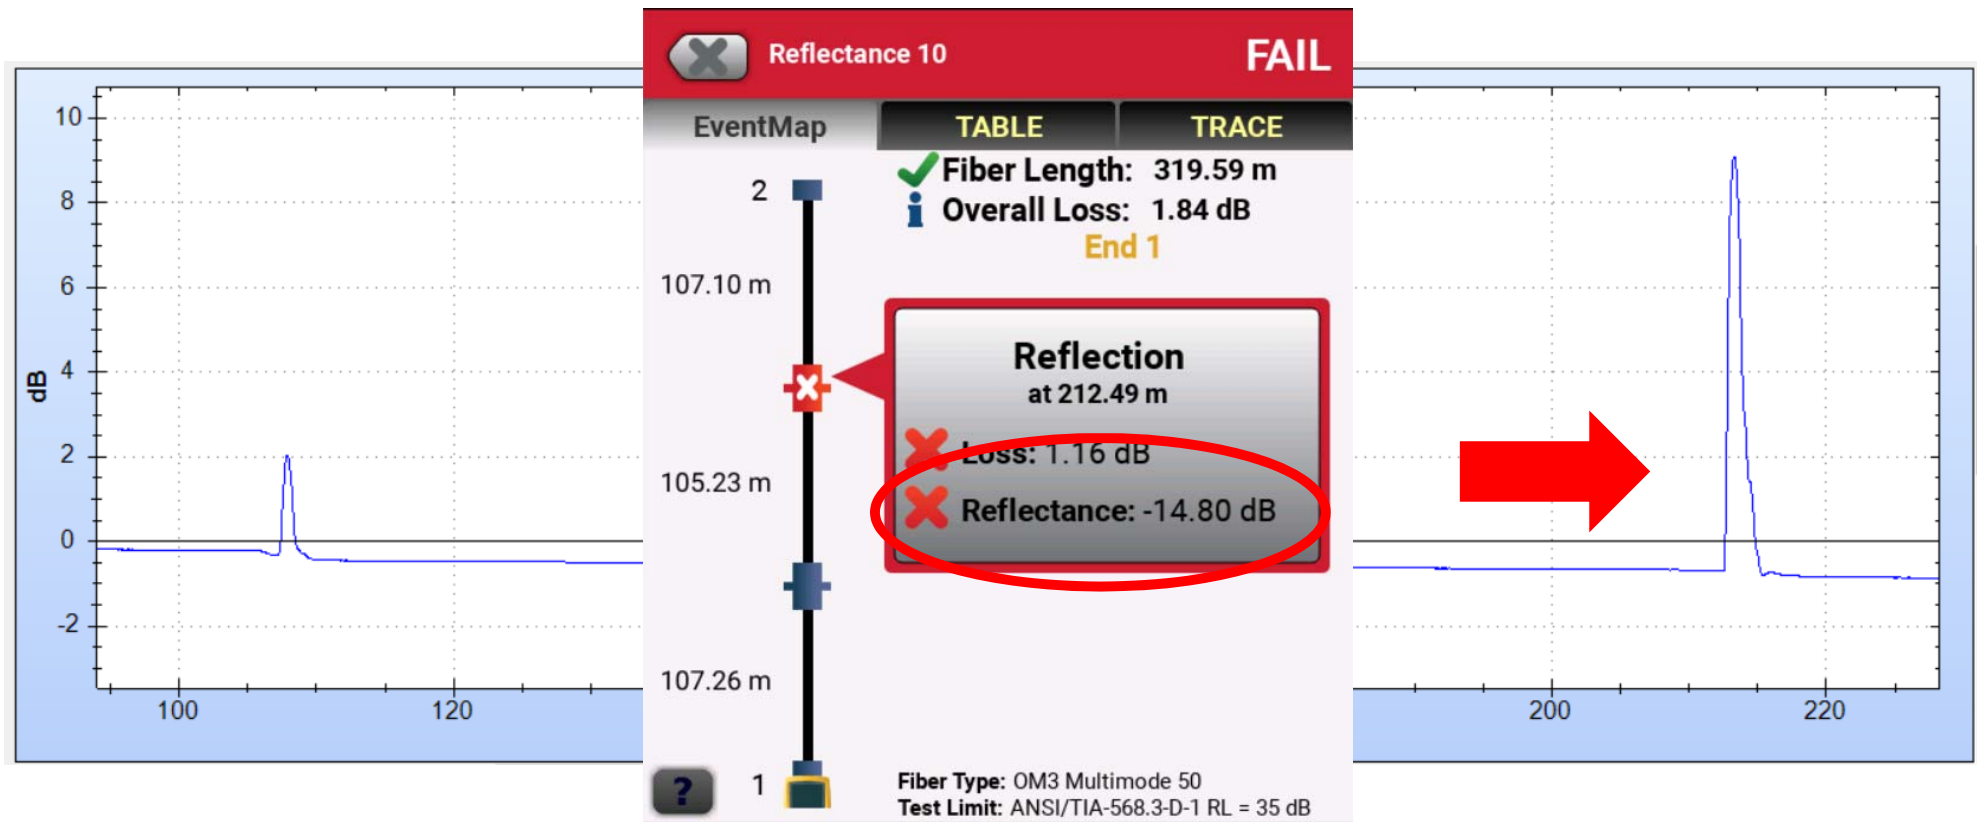 Reflectance 10
FAIL
EventMap
TABLE
TRACE
Fiber Length: 319.59 m
Overall Loss: 1.84 dB
End 1
2
107.10 m
Reflection
at 212.49 m
Loss: 1.16 dB
Reflectance: -14.80 dB
105.23 m
107.26 m
1
?
Fiber Type: OM3 Multimode 50
Test Limit: ANSI/TIA-568.3-D-1 RL = 35 dB
dB
10
8
6
4
2
0
-2
100
120
200
220